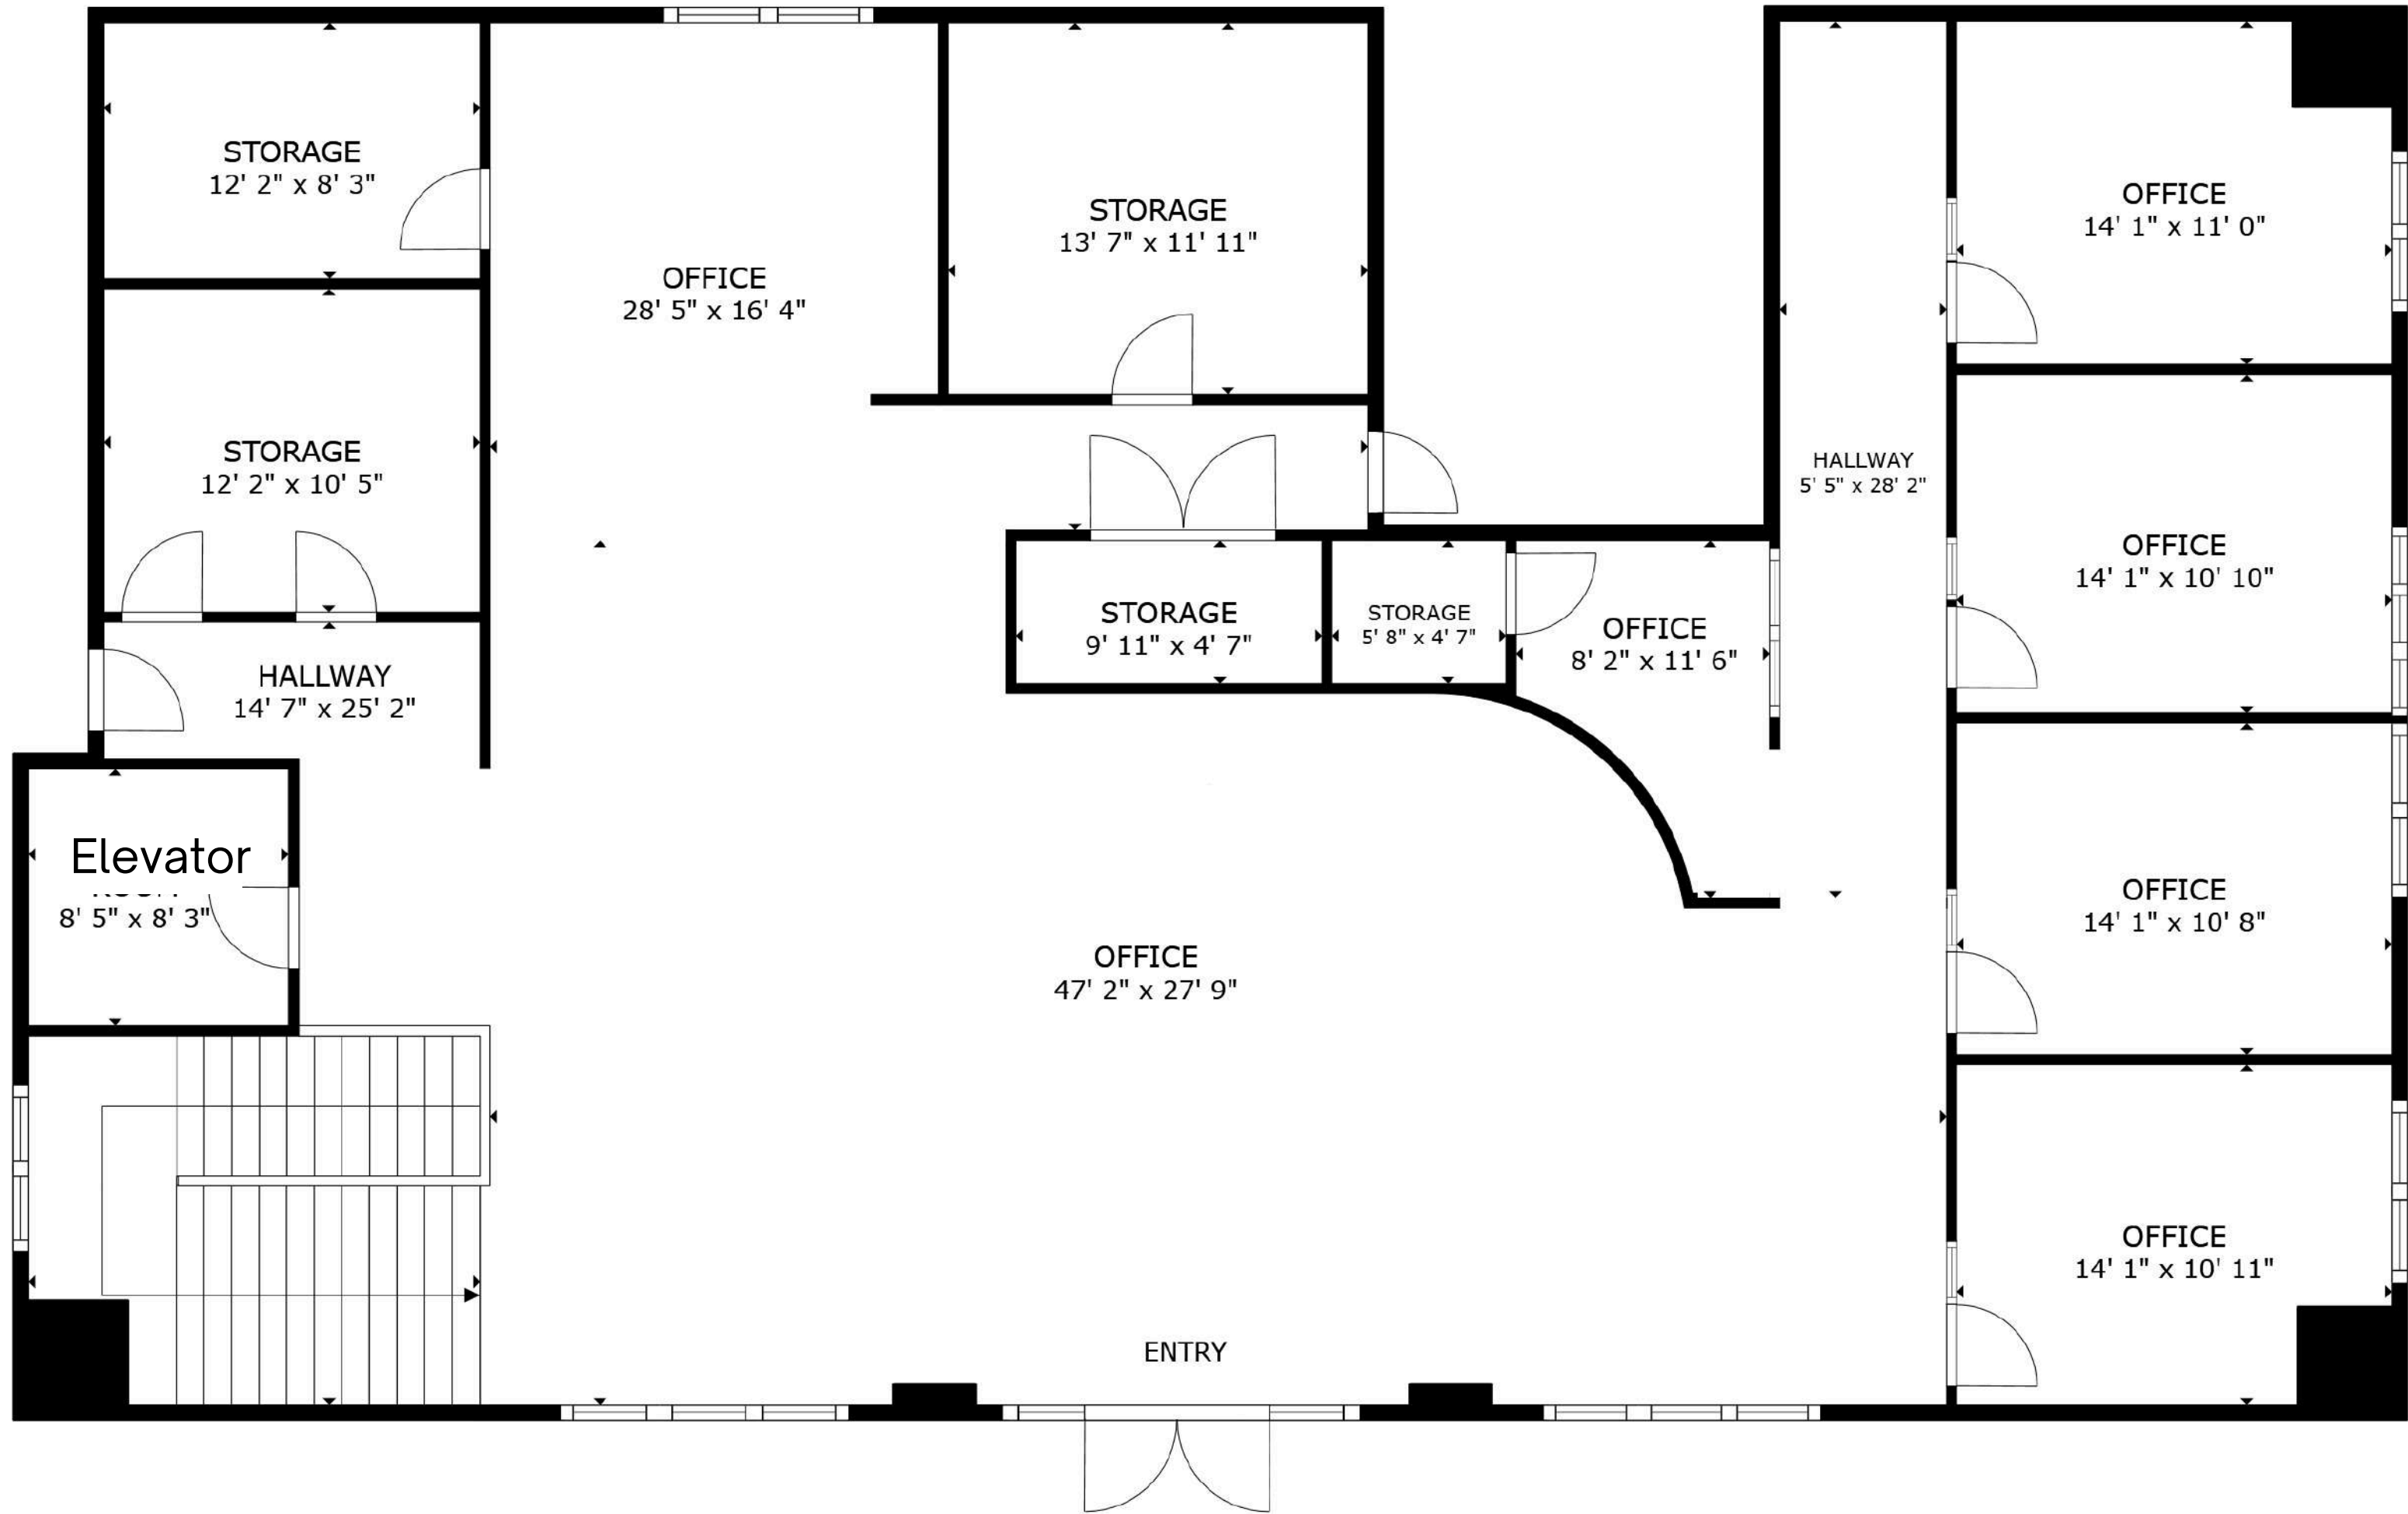 STORAGE
12' 2" x 8' 3"
STORAGE
13' 7" x 11' 11"
OFFICE
14' 1" x 11' 0"
OFFICE
28' 5" x 16' 4"
STORAGE
12' 2" x 10' 5"
HALLWAY
5' 5" x 28' 2"
OFFICE
14' 1" x 10' 10"
STORAGE
9' 11" x 4' 7"
STORAGE
5' 8" x 4' 7"
OFFICE
8' 2" x 11' 6"
HALLWAY
14' 7" x 25' 2"
Elevator
8' 5" x 8' 3"
OFFICE
14' 1" x 10' 8"
OFFICE
47' 2" x 27' 9"
OFFICE
14' 1" x 10' 11"
ENTRY